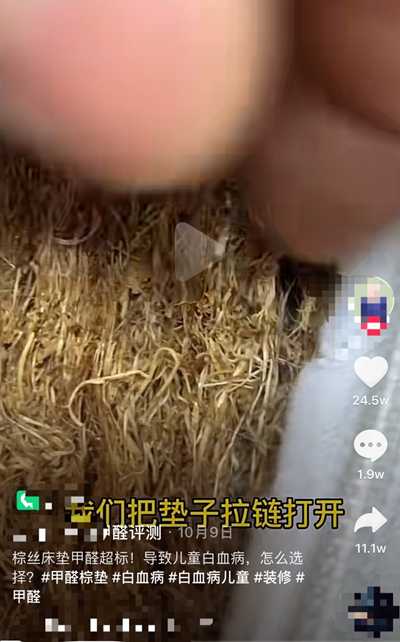 24.5w
1.9w
们把垫子拉链打开
醛评测 · 10月9日
11.1w
棕丝床垫甲醛超标！导致儿童白血病，怎么选
择？#甲醛棕垫 #白血病 #白血病儿童 #装修 #
甲醛